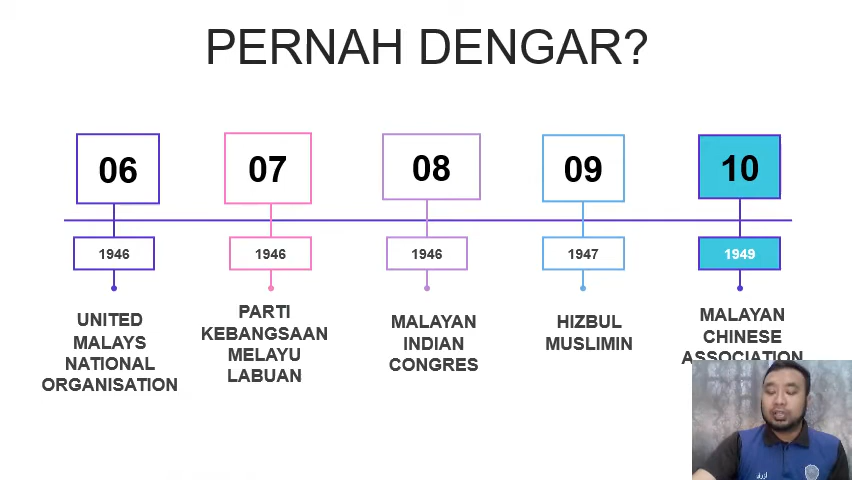 PERNAH DENGAR?
06
07
08
09
10
1946
1946
1946
1947
1949
UNITED
MALAYS
NATIONAL
ORGANISATION
PARTI
KEBANGSAAN
MELAYU
LABUAN
MALAYAN
INDIAN
CONGRES
HIZBUL
MUSLIMIN
MALAYAN
CHINESE
ASSOCIATION